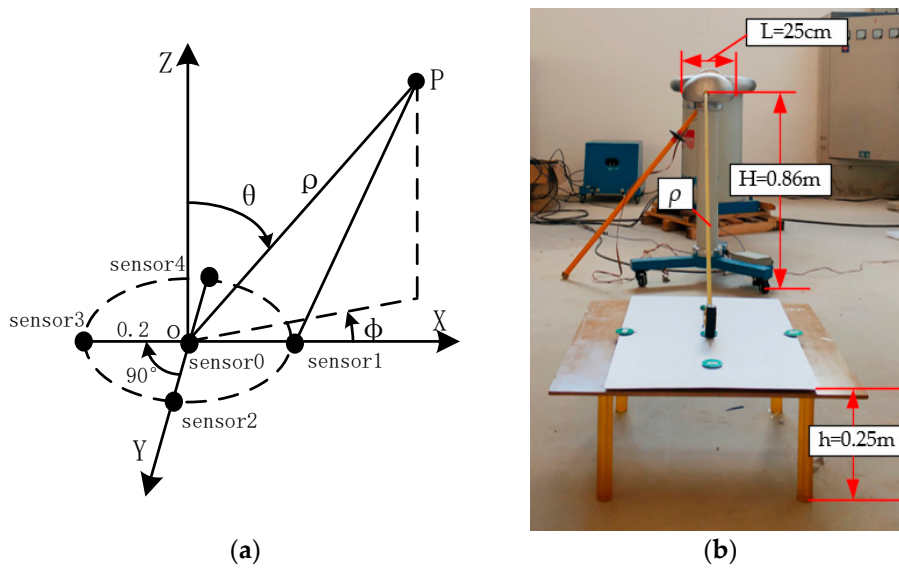 Z
P
θ
ρ
sensor4
sensor3
0.2
o
X
ϕ
sensor0
sensor1
90°
sensor2
Y
(a)
L=25cm
H=0.86m
ρ
h=0.25m
(b)